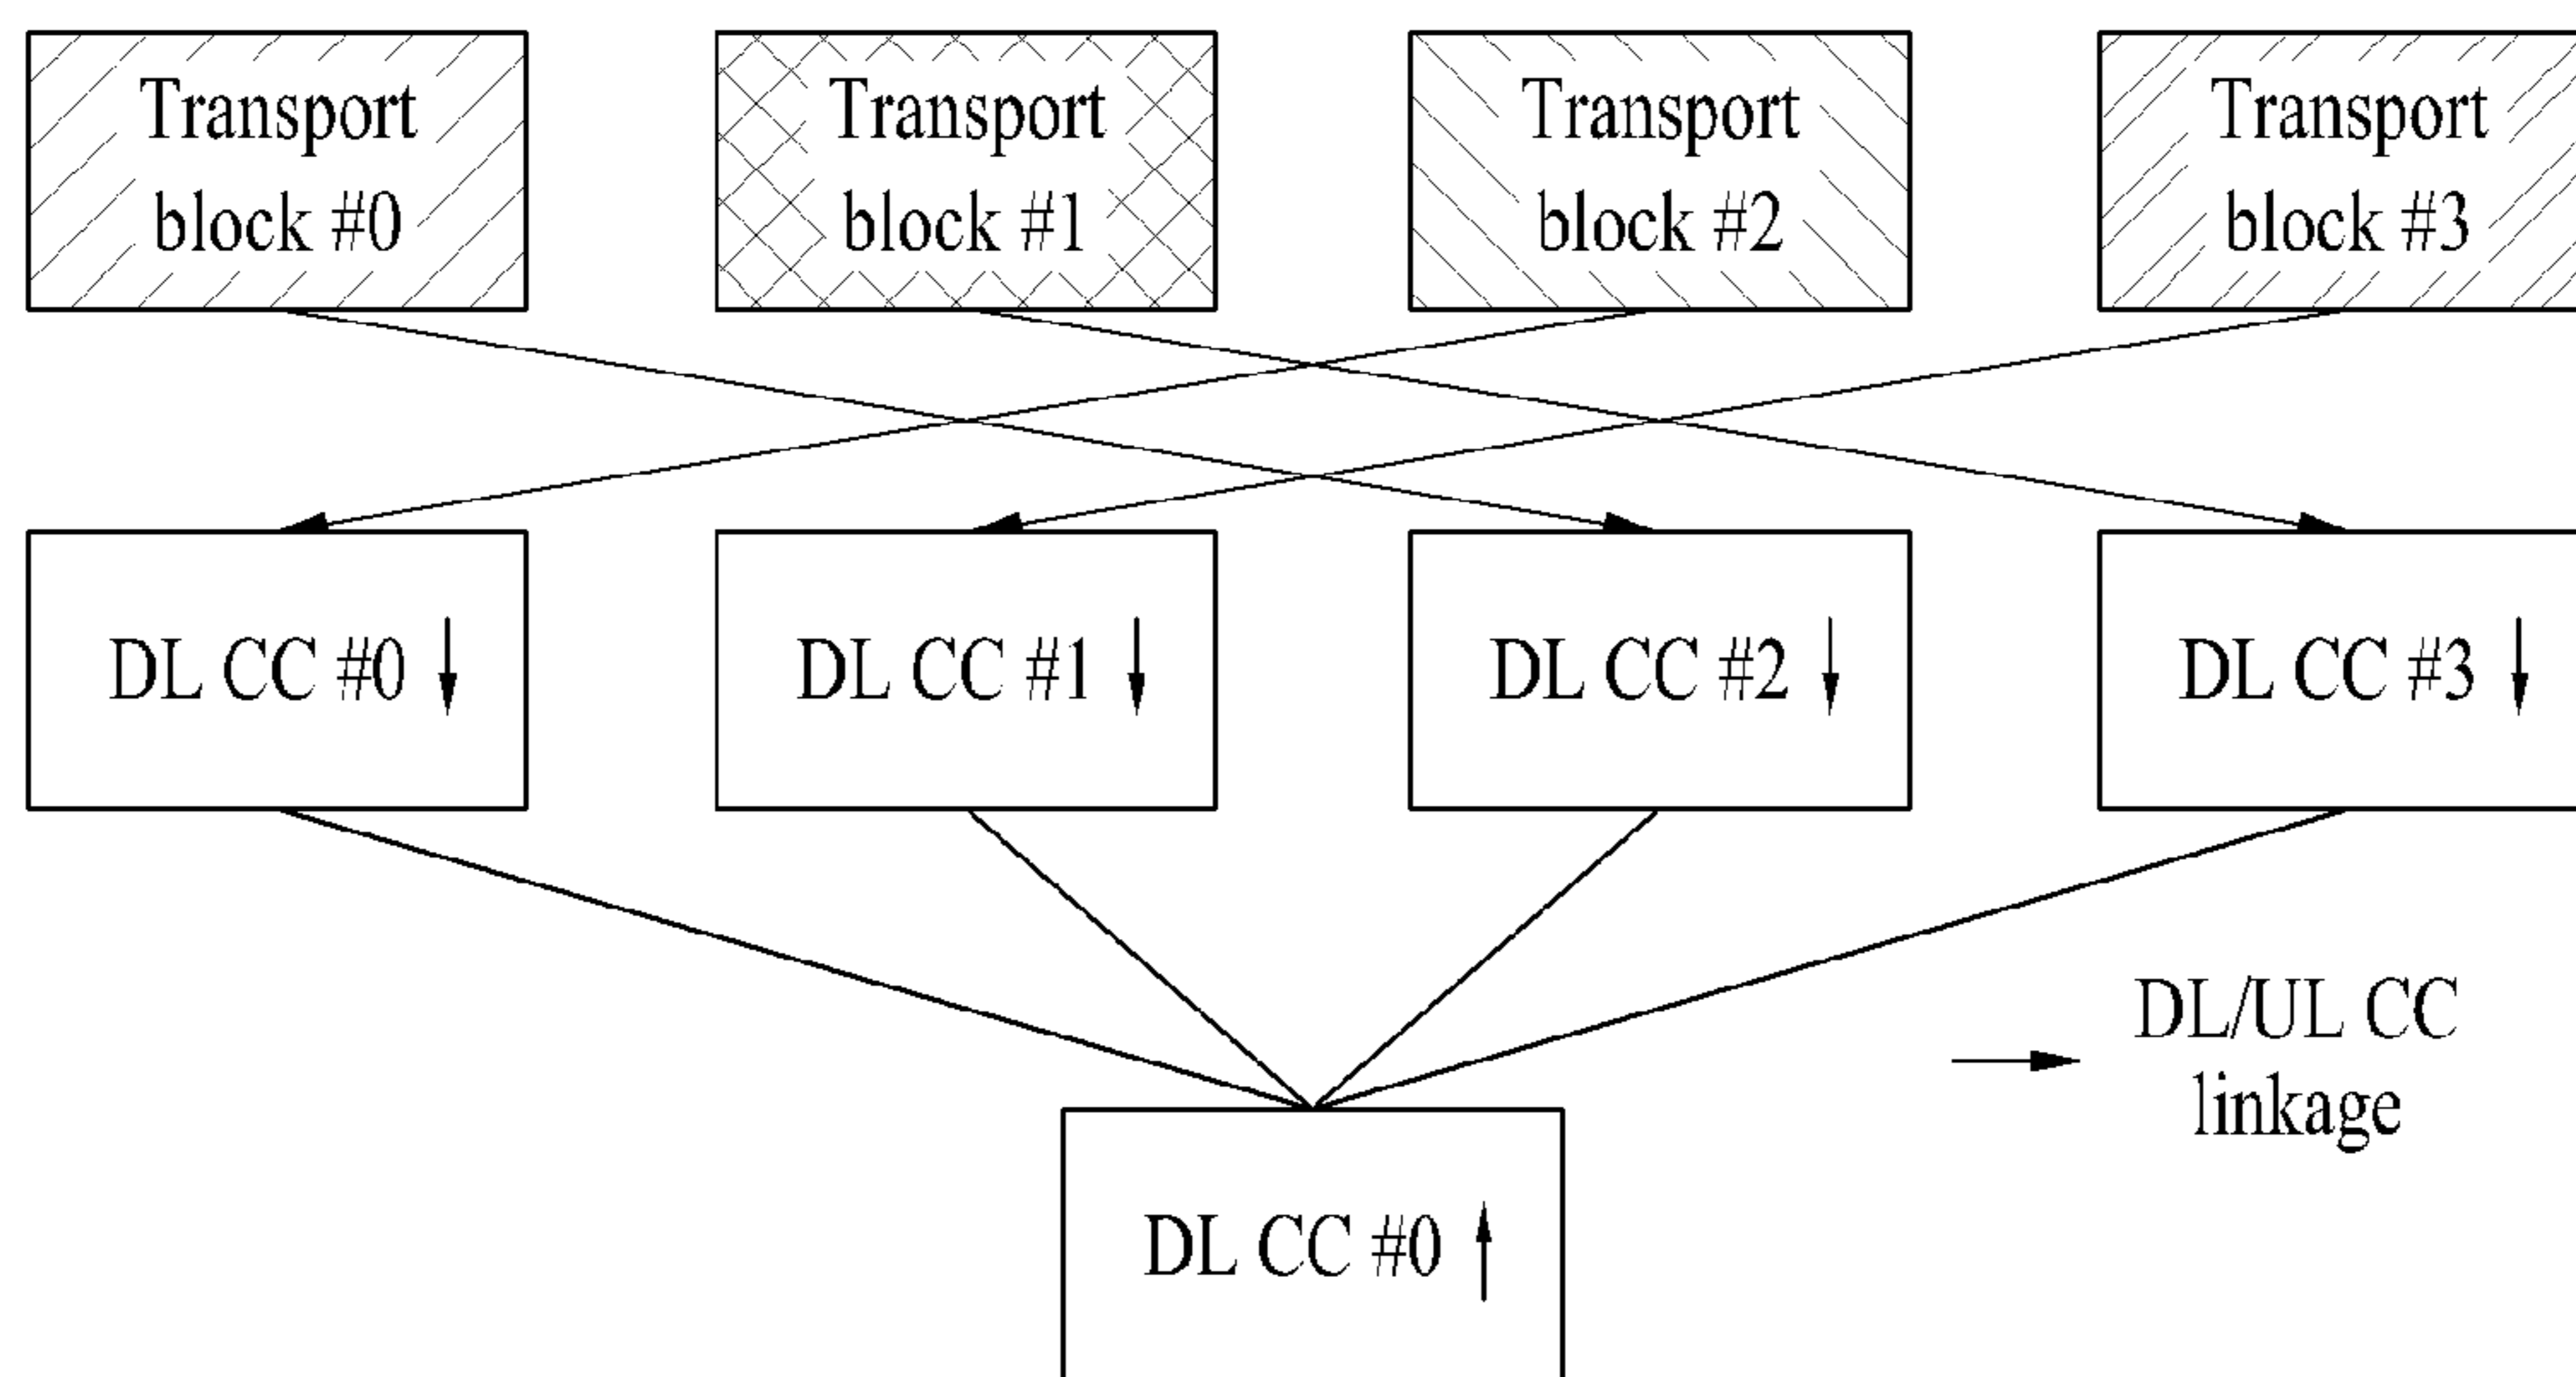 Transport
block #0
Transport
block #1
Transport
block #2
Transport
block #3
DL CC #0 ↓
DL CC #1 ↓
DL CC #2 ↓
DL CC #3 ↓
DL/UL CC
linkage
DL CC #0 ↑